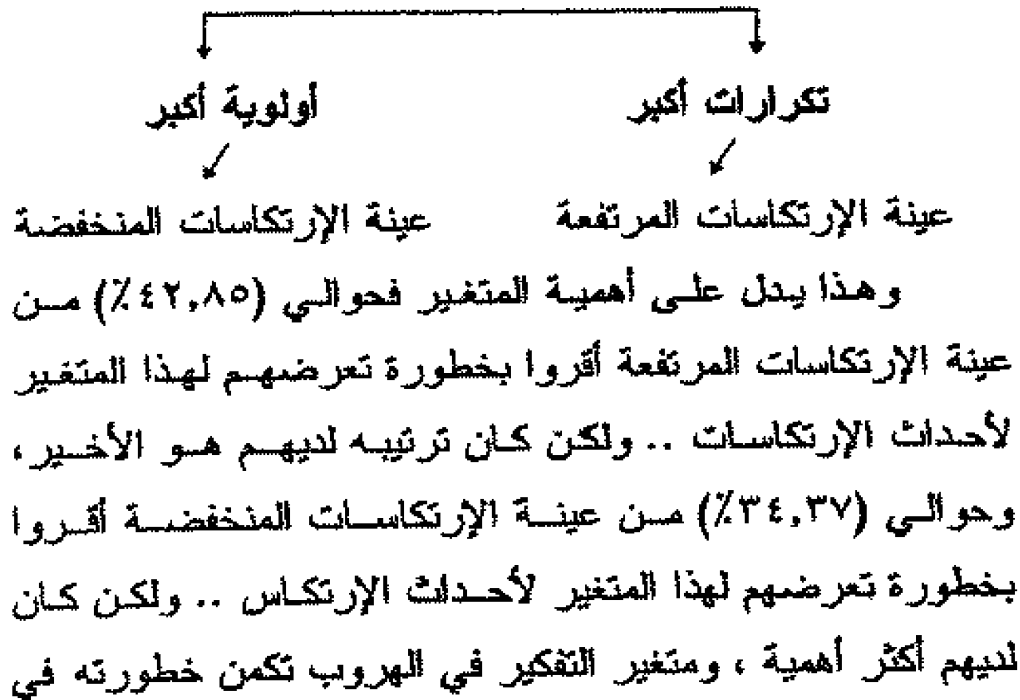 تكرارات أكبر أولوية أكبر
عينة الإرتكاسات المرتفعة عينة الإرتكاسات المنخفضة
وهذا يدل على أهمية المتغير فحوالي (٤٢,٨٥٪) من
عينة الإرتكاسات المرتفعة أقروا بخطورة تعرضهم لهذا المتغير
لأحداث الإرتكاسات .. ولكن كان ترتيبه لديهم هو الأخير،
وحوالي (٣٤,٣٧٪) من عينة الإرتكاسات المنخفضة أقروا
بخطورة تعرضهم لهذا المتغير لأحداث الإرتكاس .. ولكن كان
لديهم أكثر أهمية ، ومتغير التفكير في الهروب تكمن خطورته في